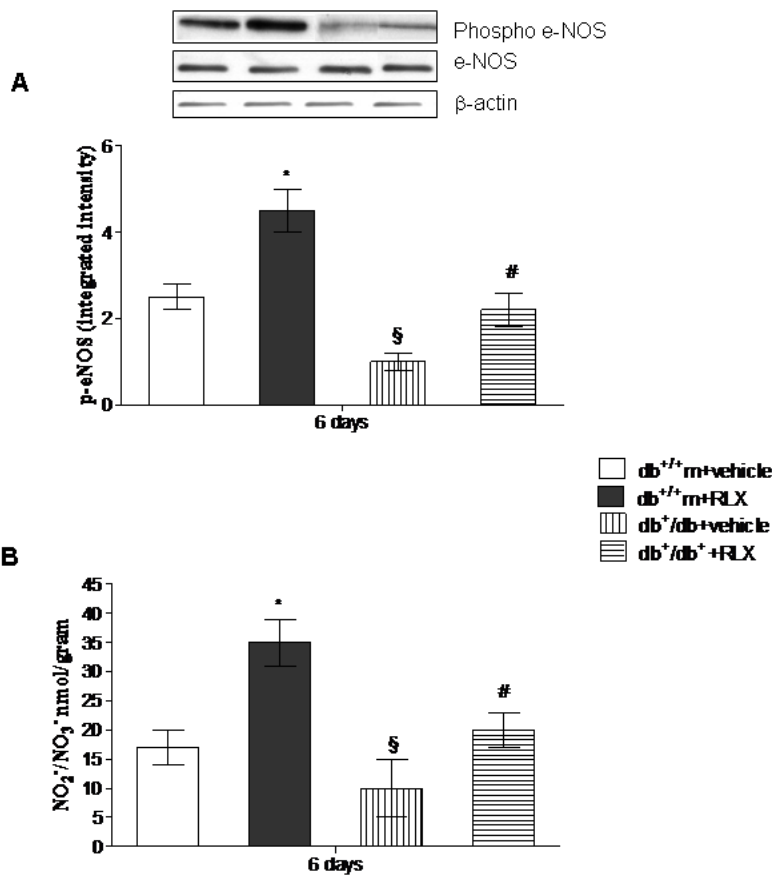 Phospho e-NOS
e-NOS
A
β-actin
p-eNOS (integrated intensity)
6
4
2
0
*
§
#
6 days
db+/+m+vehicle
db+/+m+RLX
db+/db+vehicle
db+/db+ +RLX
B
NO2-/NO3- nmol/gram
45
40
35
30
25
20
15
10
5
0
*
§
#
6 days